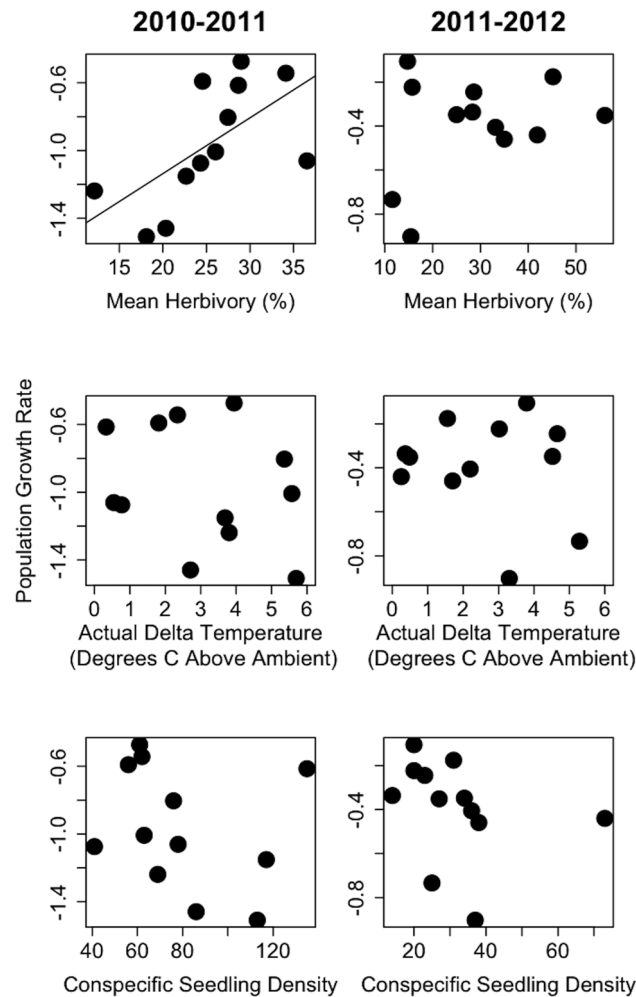 2010-2011 2011-2012
-0.6
-1.0
-1.4
15 20 25 30 35
Mean Herbivory (%)
-0.4
-0.8
10 20 30 40 50
Mean Herbivory (%)
Population Growth Rate
-0.6
-1.0
-1.4
0 1 2 3 4 5 6
Actual Delta Temperature
(Degrees C Above Ambient)
-0.4
-0.8
0 1 2 3 4 5 6
Actual Delta Temperature
(Degrees C Above Ambient)
-0.6
-1.0
-1.4
40 60 80 120
Conspecific Seedling Density
-0.4
-0.8
20 40 60
Conspecific Seedling Density